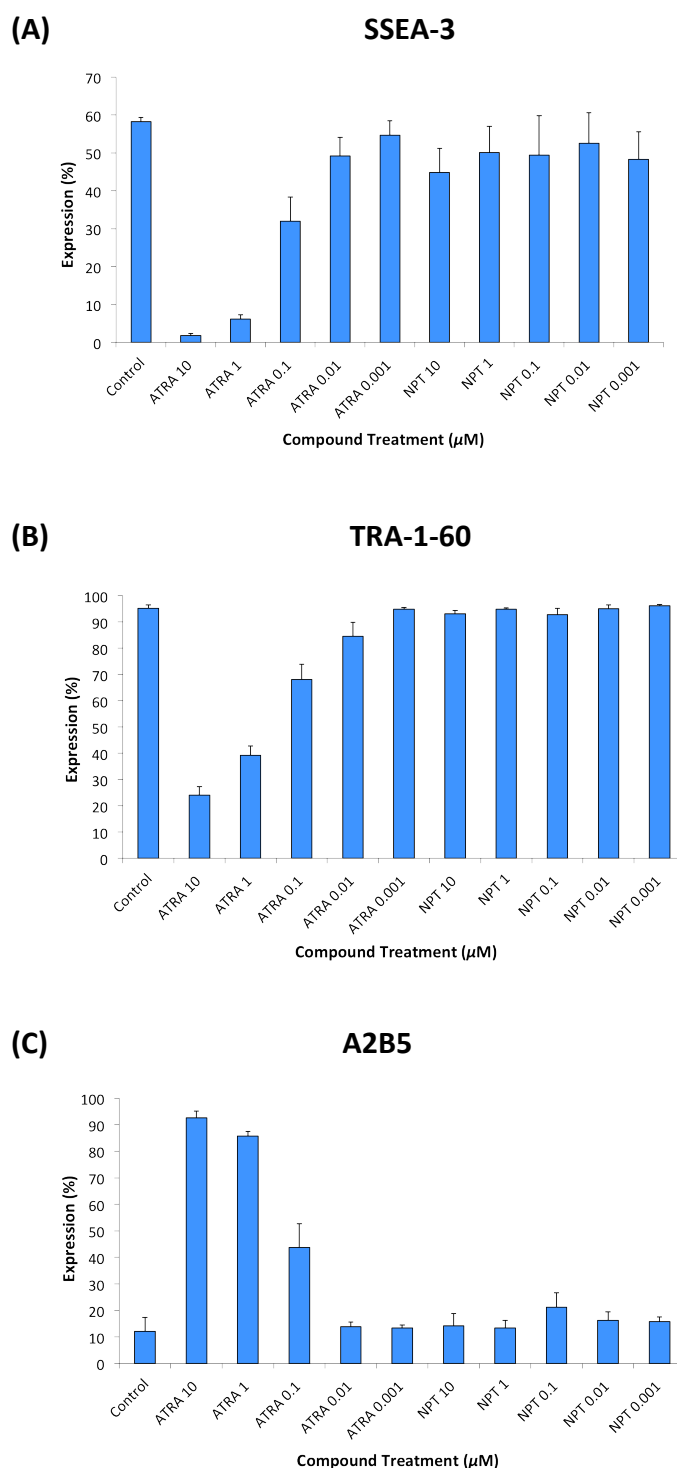 (A)
SSEA-3
70
60
50
40
30
20
10
0
Expression (%)
Control
ATRA 10
ATRA 1
ATRA 0.1
ATRA 0.01
ATRA 0.001
NPT 10
NPT 1
NPT 0.1
NPT 0.01
NPT 0.001
Compound Treatment (µM)
(B)
TRA-1-60
100
90
80
70
60
50
40
30
20
10
0
Expression (%)
Control
ATRA 10
ATRA 1
ATRA 0.1
ATRA 0.01
ATRA 0.001
NPT 10
NPT 1
NPT 0.1
NPT 0.01
NPT 0.001
Compound Treatment (µM)
(C)
A2B5
100
90
80
70
60
50
40
30
20
10
0
Expression (%)
Control
ATRA 10
ATRA 1
ATRA 0.1
ATRA 0.01
ATRA 0.001
NPT 10
NPT 1
NPT 0.1
NPT 0.01
NPT 0.001
Compound Treatment (µM)